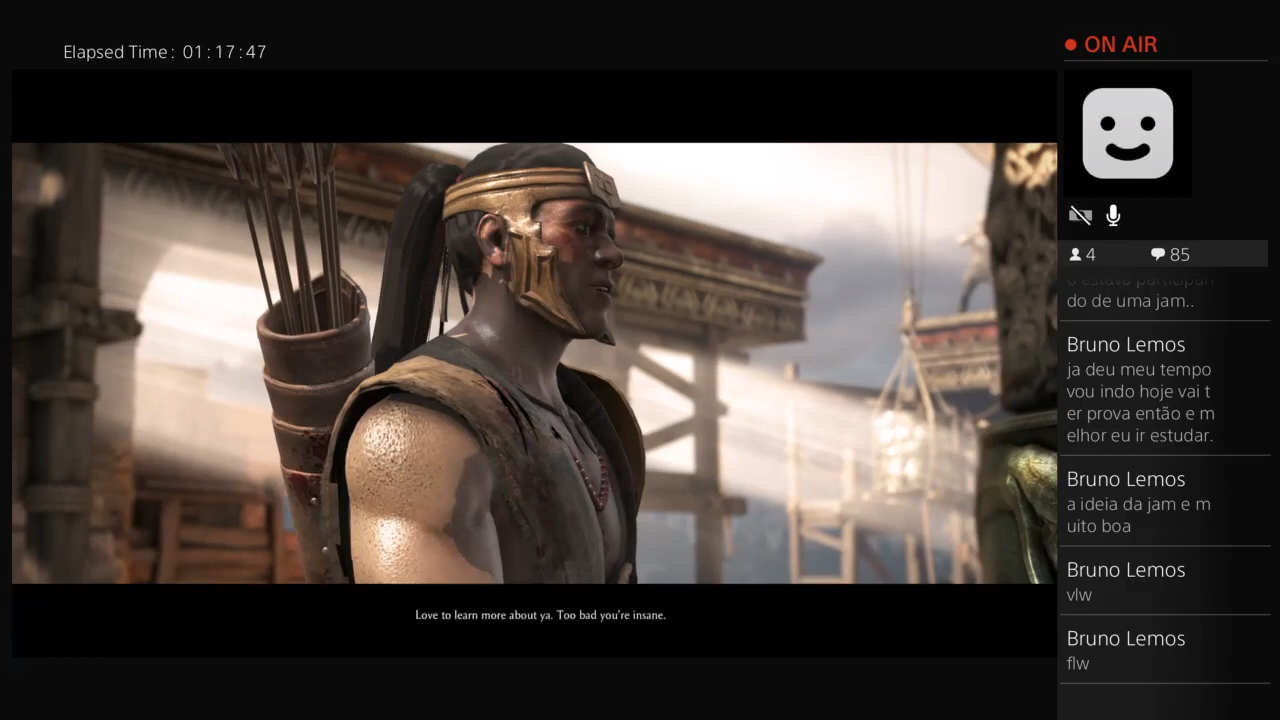 Elapsed Time: 01:17:47
ON AIR
4
85
do de uma jam..
Bruno Lemos
ja deu meu tempo
vou indo hoje vai t
er prova então e m
elhor eu ir estudar.
Bruno Lemos
a ideia da jam e m
uito boa
Bruno Lemos
vlw
Bruno Lemos
flw
Love to learn more about ya. Too bad you're insane.